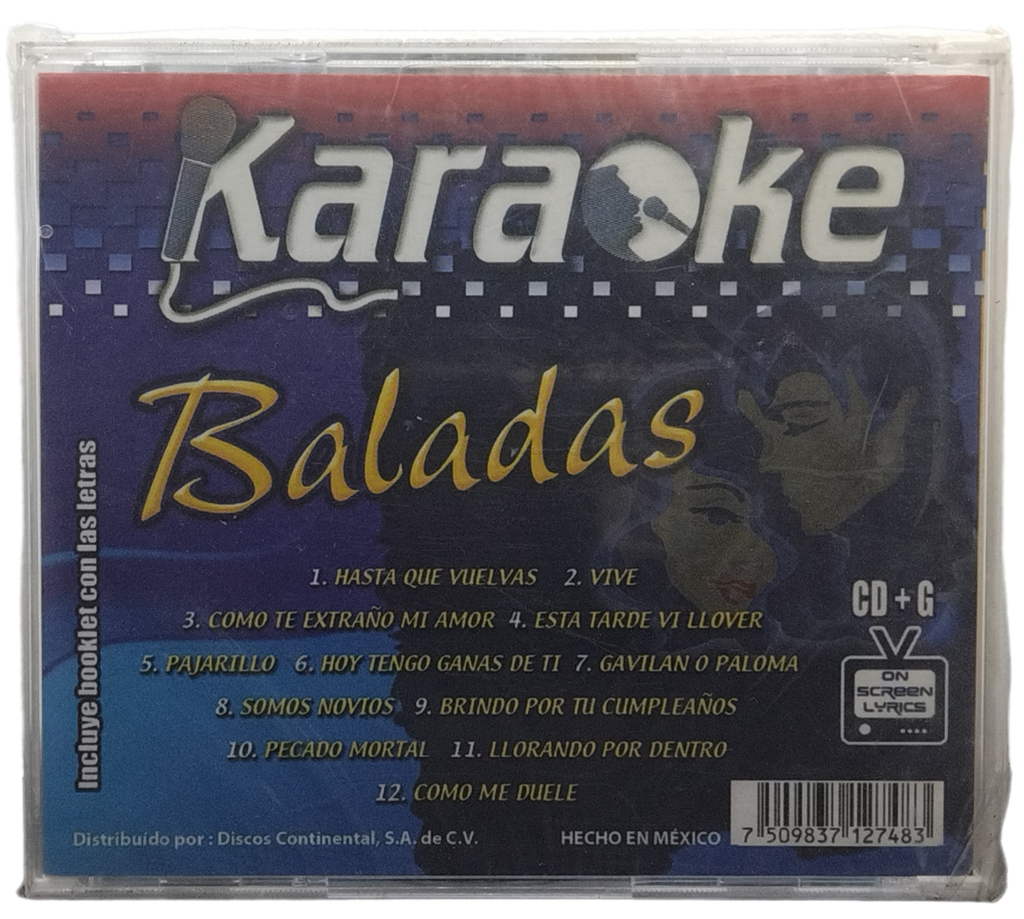 Karaoke
Baladas
Incluye booklet con las letras
1. HASTA QUE VUELVAS 2. VIVE
3. COMO TE EXTRAÑO MI AMOR 4. ESTA TARDE VI LLOVER
5. PAJARILLO 6. HOY TENGO GANAS DE TI 7. GAVILAN O PALOMA
8. SOMOS NOVIOS 9. BRINDO POR TU CUMPLEAÑOS
10. PECADO MORTAL 11. LLORANDO POR DENTRO
12. COMO ME DUELE
CD + G
ON
SCREEN
LYRICS
Distribuído por : Discos Continental, S.A. de C.V.
HECHO EN MÉXICO
7 509837 127483